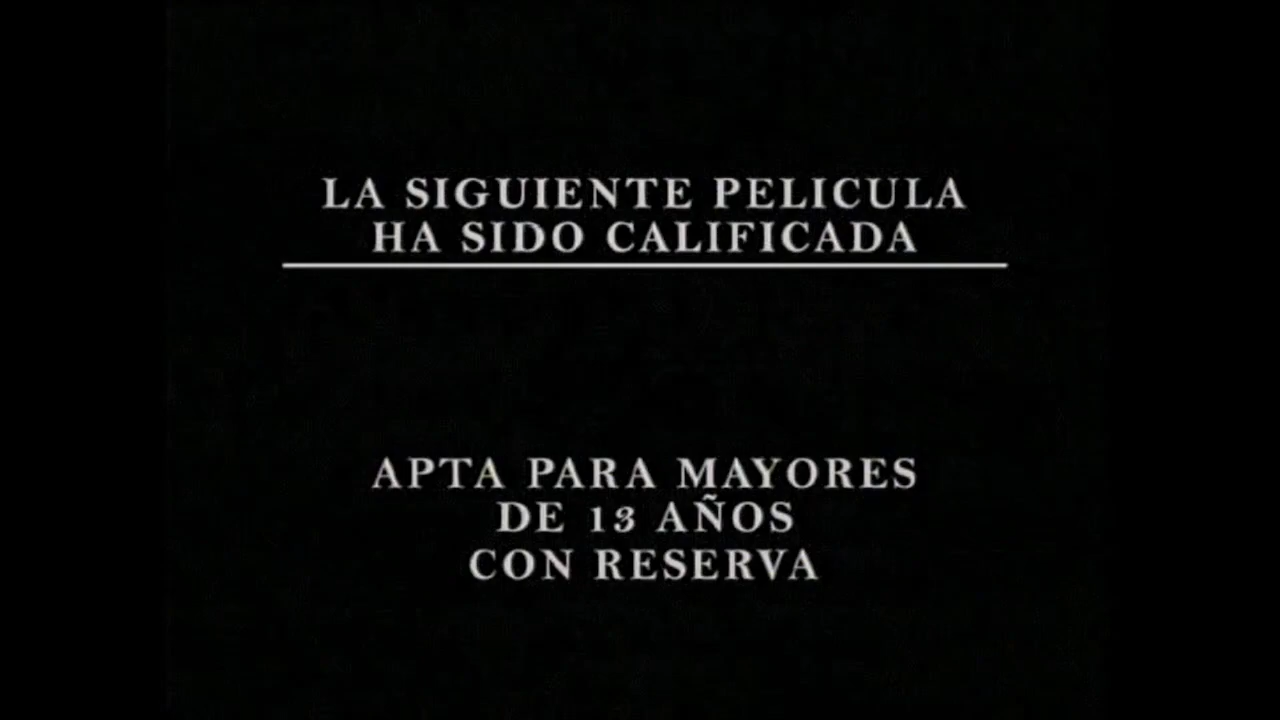 LA SIGUIENTE PELICULA
HA SIDO CALIFICADA
APTA PARA MAYORES
DE 13 AÑOS
CON RESERVA